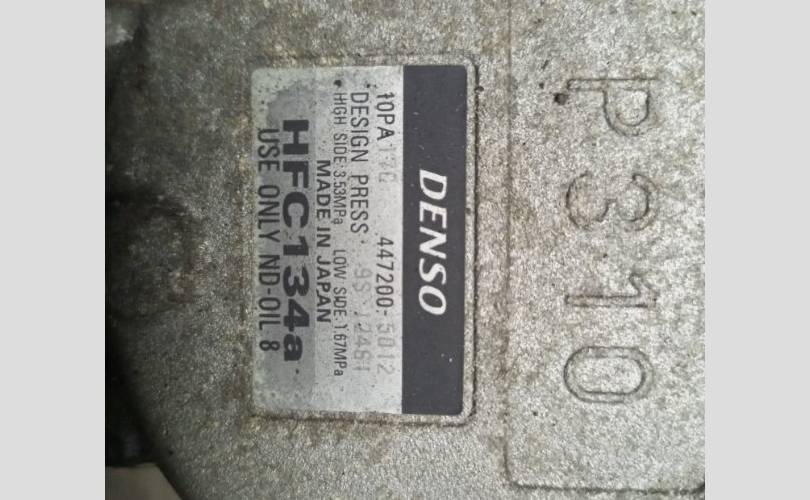 P310
DENSO
10PA 447200-5012
DESIGN PRESS
• HIGH SIDE:3.53MPa LOW SIDE:1.67MPa
MADE IN JAPAN
HFC134a
USE ONLY ND-OIL 8